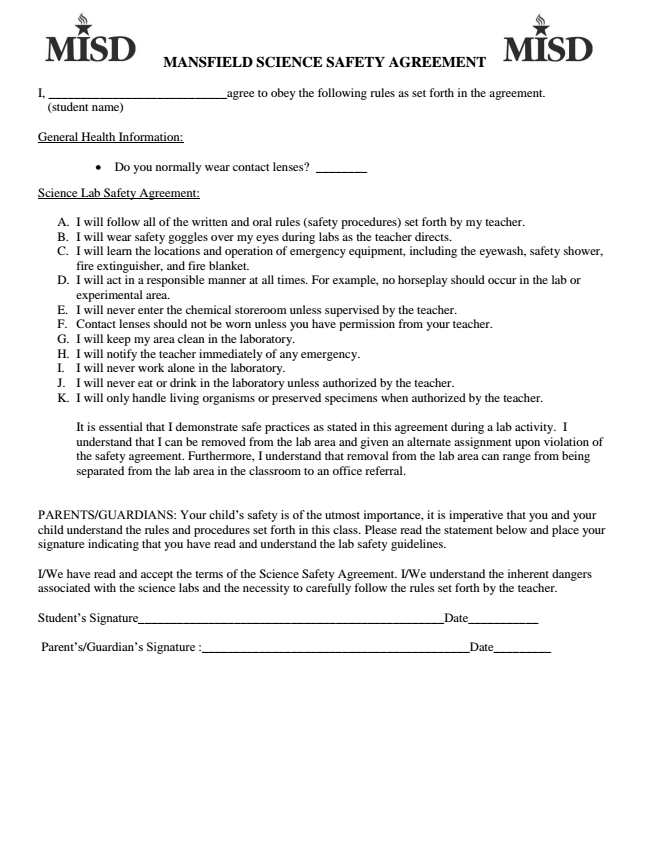 MISD
MISD
MANSFIELD SCIENCE SAFETY AGREEMENT
I, ____________________________agree to obey the following rules as set forth in the agreement.
(student name)
General Health Information:
• Do you normally wear contact lenses? ________
Science Lab Safety Agreement:
A. I will follow all of the written and oral rules (safety procedures) set forth by my teacher.
B. I will wear safety goggles over my eyes during labs as the teacher directs.
C. I will learn the locations and operation of emergency equipment, including the eyewash, safety shower,
fire extinguisher, and fire blanket.
D. I will act in a responsible manner at all times. For example, no horseplay should occur in the lab or
experimental area.
E. I will never enter the chemical storeroom unless supervised by the teacher.
F. Contact lenses should not be worn unless you have permission from your teacher.
G. I will keep my area clean in the laboratory.
H. I will notify the teacher immediately of any emergency.
I. I will never work alone in the laboratory.
J. I will never eat or drink in the laboratory unless authorized by the teacher.
K. I will only handle living organisms or preserved specimens when authorized by the teacher.
It is essential that I demonstrate safe practices as stated in this agreement during a lab activity. I
understand that I can be removed from the lab area and given an alternate assignment upon violation of
the safety agreement. Furthermore, I understand that removal from the lab area can range from being
separated from the lab area in the classroom to an office referral.
PARENTS/GUARDIANS: Your child’s safety is of the utmost importance, it is imperative that you and your
child understand the rules and procedures set forth in this class. Please read the statement below and place your
signature indicating that you have read and understand the lab safety guidelines.
I/We have read and accept the terms of the Science Safety Agreement. I/We understand the inherent dangers
associated with the science labs and the necessity to carefully follow the rules set forth by the teacher.
Student’s Signature________________________________________________Date___________
Parent’s/Guardian’s Signature :__________________________________________Date_________